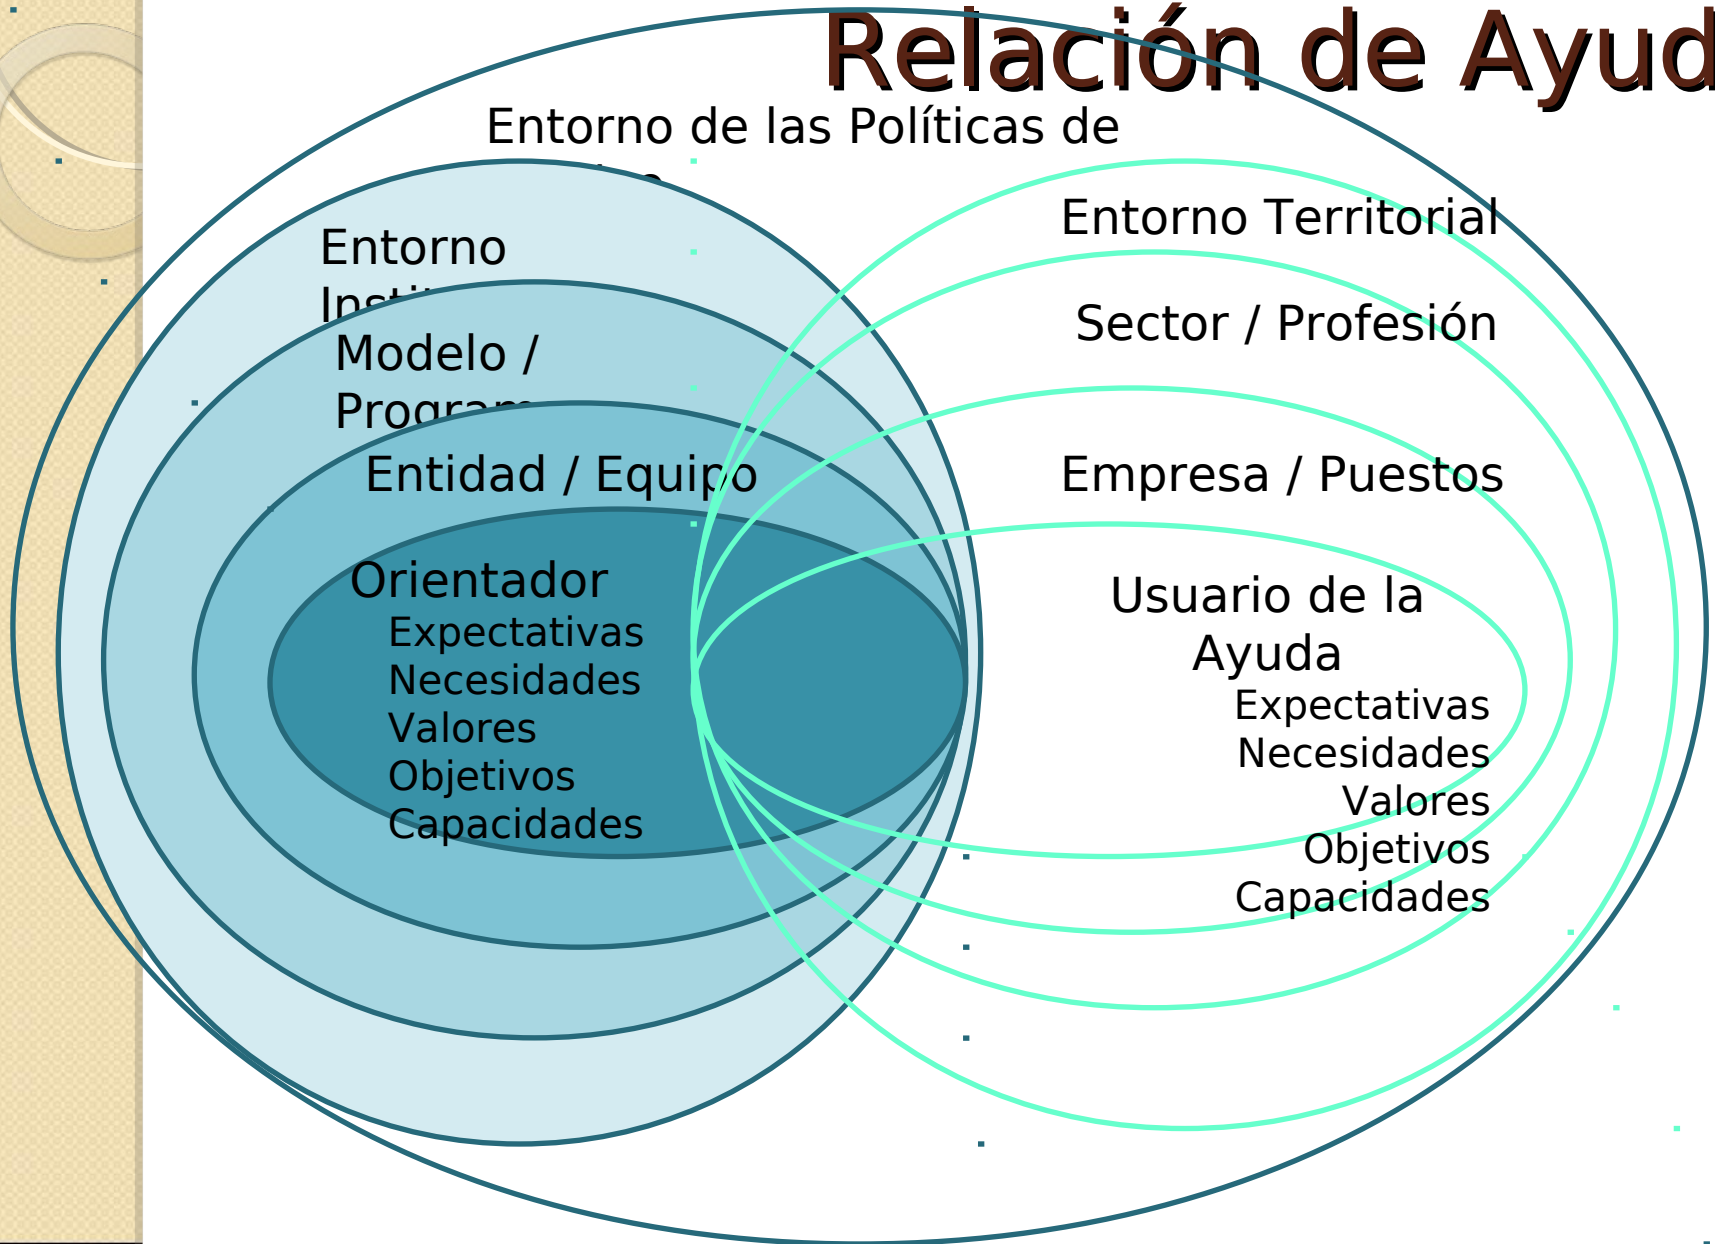 Relación de Ayud
Entorno de las Políticas de
Entorno Territorial
Entorno
Sector / Profesión
Modelo /
Entidad / Equipo
Empresa / Puestos
Orientador
Expectativas
Necesidades
Valores
Objetivos
Capacidades
Usuario de la
Ayuda
Expectativas
Necesidades
Valores
Objetivos
Capacidades